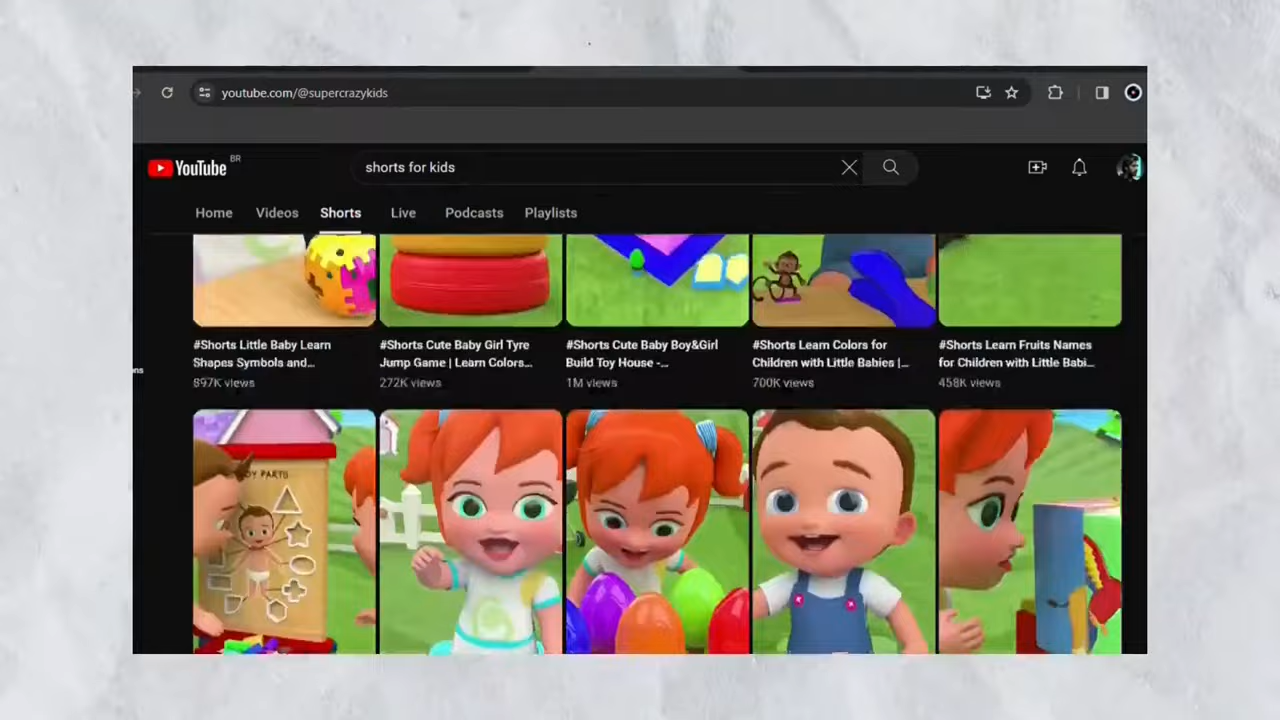 youtube.com/@supercrazykids
YouTube BR
shorts for kids
Home Videos Shorts Live Podcasts Playlists
#Shorts Little Baby Learn
Shapes Symbols and...
897K views
#Shorts Cute Baby Girl Tyre
Jump Game | Learn Colors...
272K views
#Shorts Cute Baby Boy&Girl
Build Toy House -...
1M views
#Shorts Learn Colors for
Children with Little Babies |...
700K views
#Shorts Learn Fruits Names
for Children with Little Babi...
458K views
PARTS